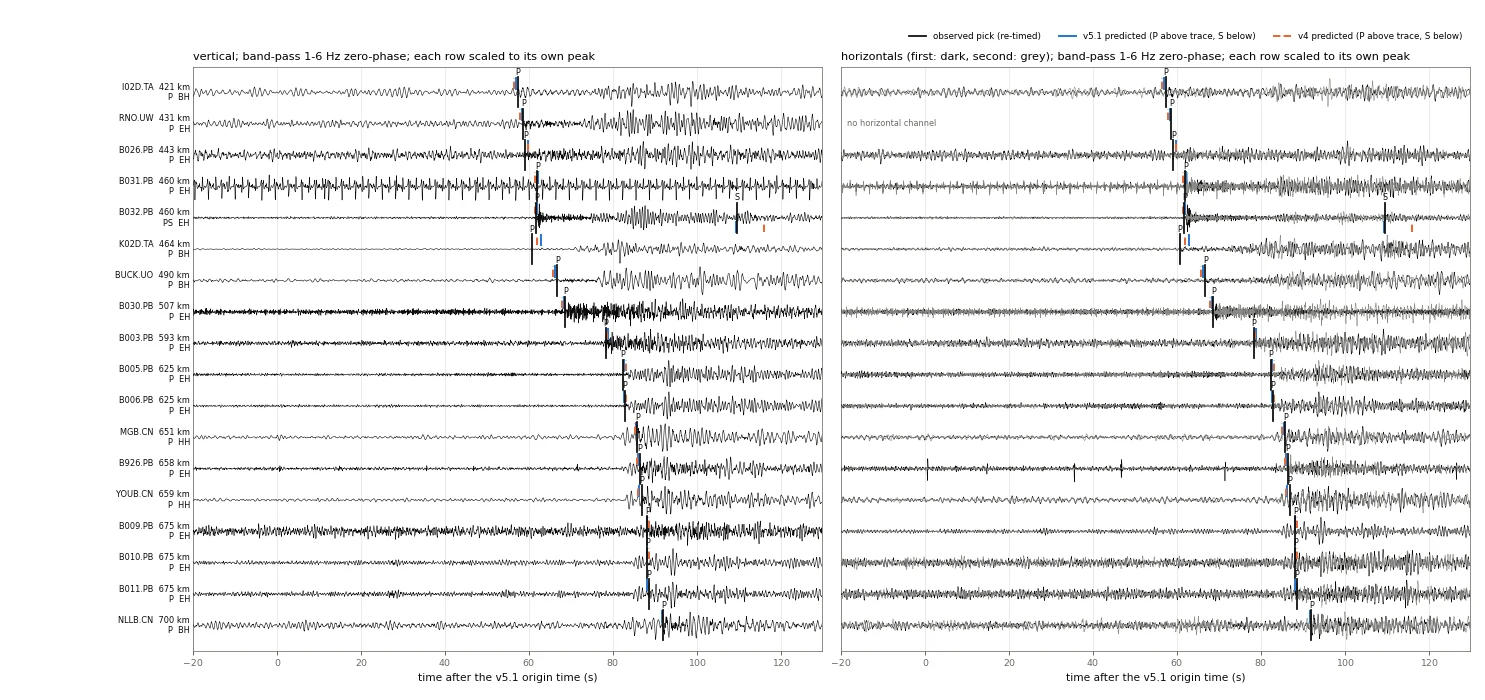 observed pick (re-timed)
v5.1 predicted (P above trace, S below)
v4 predicted (P above trace, S below)
vertical; band-pass 1-6 Hz zero-phase; each row scaled to its own peak
horizontals (first: dark, second: grey); band-pass 1-6 Hz zero-phase; each row scaled to its own peak
I02D.TA 421 km
P BH
P
P
RNO.UW 431 km
P EH
P
no horizontal channel
P
B026.PB 443 km
P EH
P
P
B031.PB 460 km
P EH
P
P
B032.PB 460 km
PS EH
P
S
P
S
K02D.TA 464 km
P BH
P
P
BUCK.UO 490 km
P BH
P
P
B030.PB 507 km
P EH
P
P
B003.PB 593 km
P EH
P
P
B005.PB 625 km
P EH
P
P
B006.PB 625 km
P EH
P
P
MGB.CN 651 km
P HH
P
P
B926.PB 658 km
P EH
P
P
YOUB.CN 659 km
P HH
P
P
B009.PB 675 km
P EH
P
P
B010.PB 675 km
P EH
P
P
B011.PB 675 km
P EH
P
P
NLLB.CN 700 km
P BH
P
P
−20 0 20 40 60 80 100 120
−20 0 20 40 60 80 100 120
time after the v5.1 origin time (s)
time after the v5.1 origin time (s)